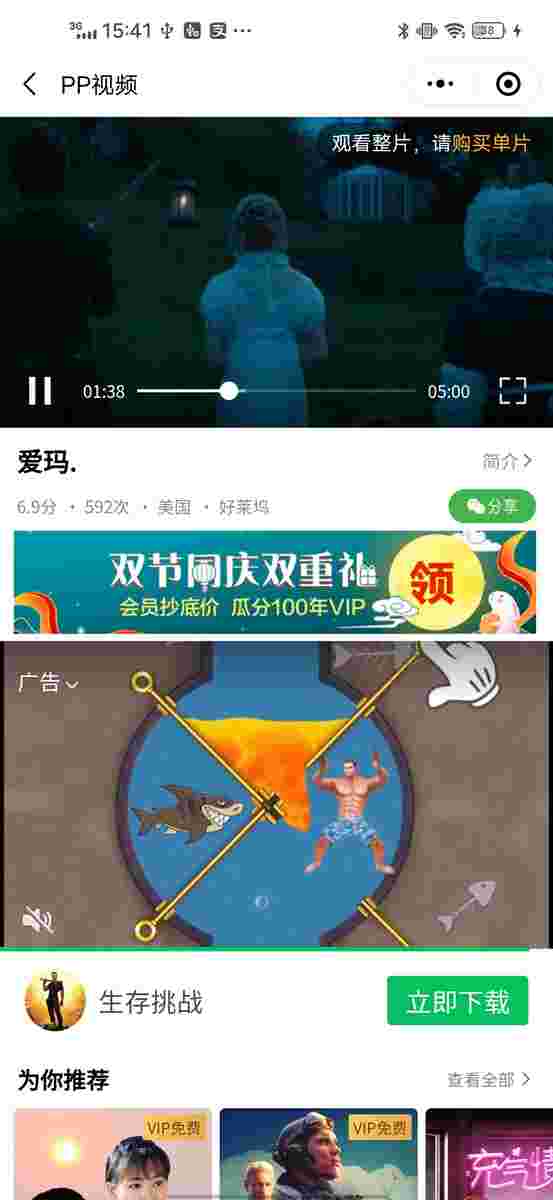 3G 15:41 88
PP视频
观看整片，请购买单片
01:38 05:00
爱玛. 简介
6.9分 · 592次 · 美国 · 好莱坞 分享
双节同庆双重礼
会员抄底价 瓜分100年VIP
领
广告
生存挑战 立即下载
为你推荐 查看全部
VIP免费 VIP免费